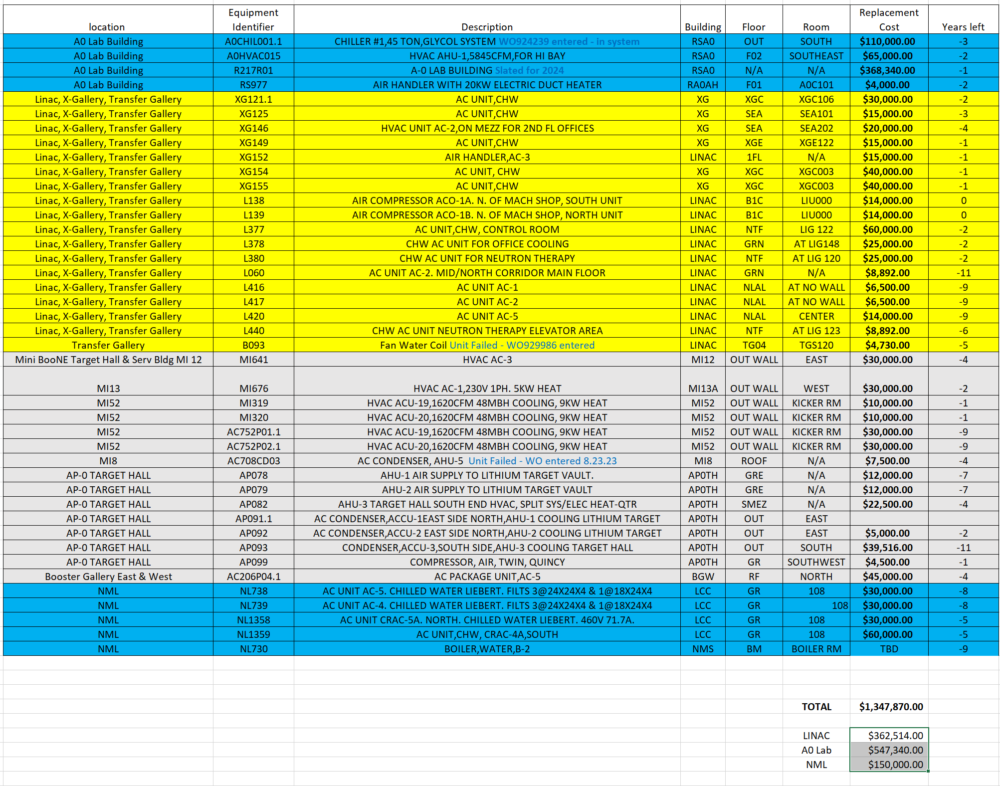 location Equipment Identifier Description Building Floor Room Replacement Cost Years left
A0 Lab Building A0CHIL001.1 CHILLER #1,45 TON,GLYCOL SYSTEM WO924239 entered - in system RSA0 OUT SOUTH $110,000.00 -3
A0 Lab Building A0HVAC015 HVAC AHU-1,5845CFM,FOR HI BAY RSA0 F02 SOUTHEAST $65,000.00 -2
A0 Lab Building R217R01 A-0 LAB BUILDING Slated for 2024 RSA0 N/A N/A $368,340.00 -1
A0 Lab Building RS977 AIR HANDLER WITH 20KW ELECTRIC DUCT HEATER RA0AH F01 A0C101 $4,000.00 -2
Linac, X-Gallery, Transfer Gallery XG121.1 AC UNIT,CHW XG XGC XGC106 $30,000.00 -2
Linac, X-Gallery, Transfer Gallery XG125 AC UNIT,CHW XG SEA SEA101 $15,000.00 -3
Linac, X-Gallery, Transfer Gallery XG146 HVAC UNIT AC-2,ON MEZZ FOR 2ND FL OFFICES XG SEA SEA202 $20,000.00 -4
Linac, X-Gallery, Transfer Gallery XG149 AC UNIT,CHW XG XGE XGE122 $15,000.00 -1
Linac, X-Gallery, Transfer Gallery XG152 AIR HANDLER,AC-3 LINAC 1FL N/A $15,000.00 -1
Linac, X-Gallery, Transfer Gallery XG154 AC UNIT, CHW XG XGC XGC003 $40,000.00 -1
Linac, X-Gallery, Transfer Gallery XG155 AC UNIT,CHW XG XGC XGC003 $40,000.00 -1
Linac, X-Gallery, Transfer Gallery L138 AIR COMPRESSOR ACO-1A. N. OF MACH SHOP, SOUTH UNIT LINAC B1C LIU000 $14,000.00 0
Linac, X-Gallery, Transfer Gallery L139 AIR COMPRESSOR ACO-1B. N. OF MACH SHOP, NORTH UNIT LINAC B1C LIU000 $14,000.00 0
Linac, X-Gallery, Transfer Gallery L377 AC UNIT,CHW, CONTROL ROOM LINAC NTF LIG 122 $60,000.00 -2
Linac, X-Gallery, Transfer Gallery L378 CHW AC UNIT FOR OFFICE COOLING LINAC GRN AT LIG148 $25,000.00 -2
Linac, X-Gallery, Transfer Gallery L380 CHW AC UNIT FOR NEUTRON THERAPY LINAC NTF AT LIG 120 $25,000.00 -2
Linac, X-Gallery, Transfer Gallery L060 AC UNIT AC-2. MID/NORTH CORRIDOR MAIN FLOOR LINAC GRN N/A $8,892.00 -11
Linac, X-Gallery, Transfer Gallery L416 AC UNIT AC-1 LINAC NLAL AT NO WALL $6,500.00 -9
Linac, X-Gallery, Transfer Gallery L417 AC UNIT AC-2 LINAC NLAL AT NO WALL $6,500.00 -9
Linac, X-Gallery, Transfer Gallery L420 AC UNIT AC-5 LINAC NLAL CENTER $14,000.00 -9
Linac, X-Gallery, Transfer Gallery L440 CHW AC UNIT NEUTRON THERAPY ELEVATOR AREA LINAC NTF AT LIG 123 $8,892.00 -6
Transfer Gallery B093 Fan Water Coil Unit Failed - WO929986 entered LINAC TG04 TGS120 $4,730.00 -5
Mini BooNE Target Hall & Serv Bldg MI 12 MI641 HVAC AC-3 MI12 OUT WALL EAST $30,000.00 -4
MI13 MI676 HVAC AC-1,230V 1PH. 5KW HEAT MI13A OUT WALL WEST $30,000.00 -2
MI52 MI319 HVAC ACU-19,1620CFM 48MBH COOLING, 9KW HEAT MI52 OUT WALL KICKER RM $10,000.00 -1
MI52 MI320 HVAC ACU-20,1620CFM 48MBH COOLING, 9KW HEAT MI52 OUT WALL KICKER RM $10,000.00 -1
MI52 AC752P01.1 HVAC ACU-19,1620CFM 48MBH COOLING, 9KW HEAT MI52 OUT WALL KICKER RM $30,000.00 -9
MI52 AC752P02.1 HVAC ACU-20,1620CFM 48MBH COOLING, 9KW HEAT MI52 OUT WALL KICKER RM $30,000.00 -9
MI8 AC708CD03 AC CONDENSER, AHU-5 Unit Failed - WO entered 8.23.23 MI8 ROOF N/A $7,500.00 -4
AP-0 TARGET HALL AP078 AHU-1 AIR SUPPLY TO LITHIUM TARGET VAULT. AP0TH GRE N/A $12,000.00 -7
AP-0 TARGET HALL AP079 AHU-2 AIR SUPPLY TO LITHIUM TARGET VAULT AP0TH GRE N/A $12,000.00 -7
AP-0 TARGET HALL AP082 AHU-3 TARGET HALL SOUTH END HVAC, SPLIT SYS/ELEC HEAT-QTR AP0TH SMEZ N/A $22,500.00 -4
AP-0 TARGET HALL AP091.1 AC CONDENSER,ACCU-1EAST SIDE NORTH,AHU-1 COOLING LITHIUM TARGET AP0TH OUT EAST
AP-0 TARGET HALL AP092 AC CONDENSER,ACCU-2 EAST SIDE NORTH,AHU-2 COOLING LITHIUM TARGET AP0TH OUT EAST $5,000.00 -2
AP-0 TARGET HALL AP093 CONDENSER,ACCU-3,SOUTH SIDE,AHU-3 COOLING TARGET HALL AP0TH OUT SOUTH $39,516.00 -11
AP-0 TARGET HALL AP099 COMPRESSOR, AIR, TWIN, QUINCY AP0TH GR SOUTHWEST $4,500.00 -1
Booster Gallery East & West AC206P04.1 AC PACKAGE UNIT,AC-5 BGW RF NORTH $45,000.00 -4
NML NL738 AC UNIT AC-5. CHILLED WATER LIEBERT. FILTS 3@24X24X4 & 1@18X24X4 LCC GR 108 $30,000.00 -8
NML NL739 AC UNIT AC-4. CHILLED WATER LIEBERT. FILTS 3@24X24X4 & 1@18X24X4 LCC GR 108 $30,000.00 -8
NML NL1358 AC UNIT CRAC-5A. NORTH. CHILLED WATER LIEBERT. 460V 71.7A. LCC GR 108 $30,000.00 -5
NML NL1359 AC UNIT,CHW, CRAC-4A,SOUTH LCC GR 108 $60,000.00 -5
NML NL730 BOILER,WATER,B-2 NMS BM BOILER RM TBD -9
TOTAL $1,347,870.00
LINAC $362,514.00
A0 Lab $547,340.00
NML $150,000.00